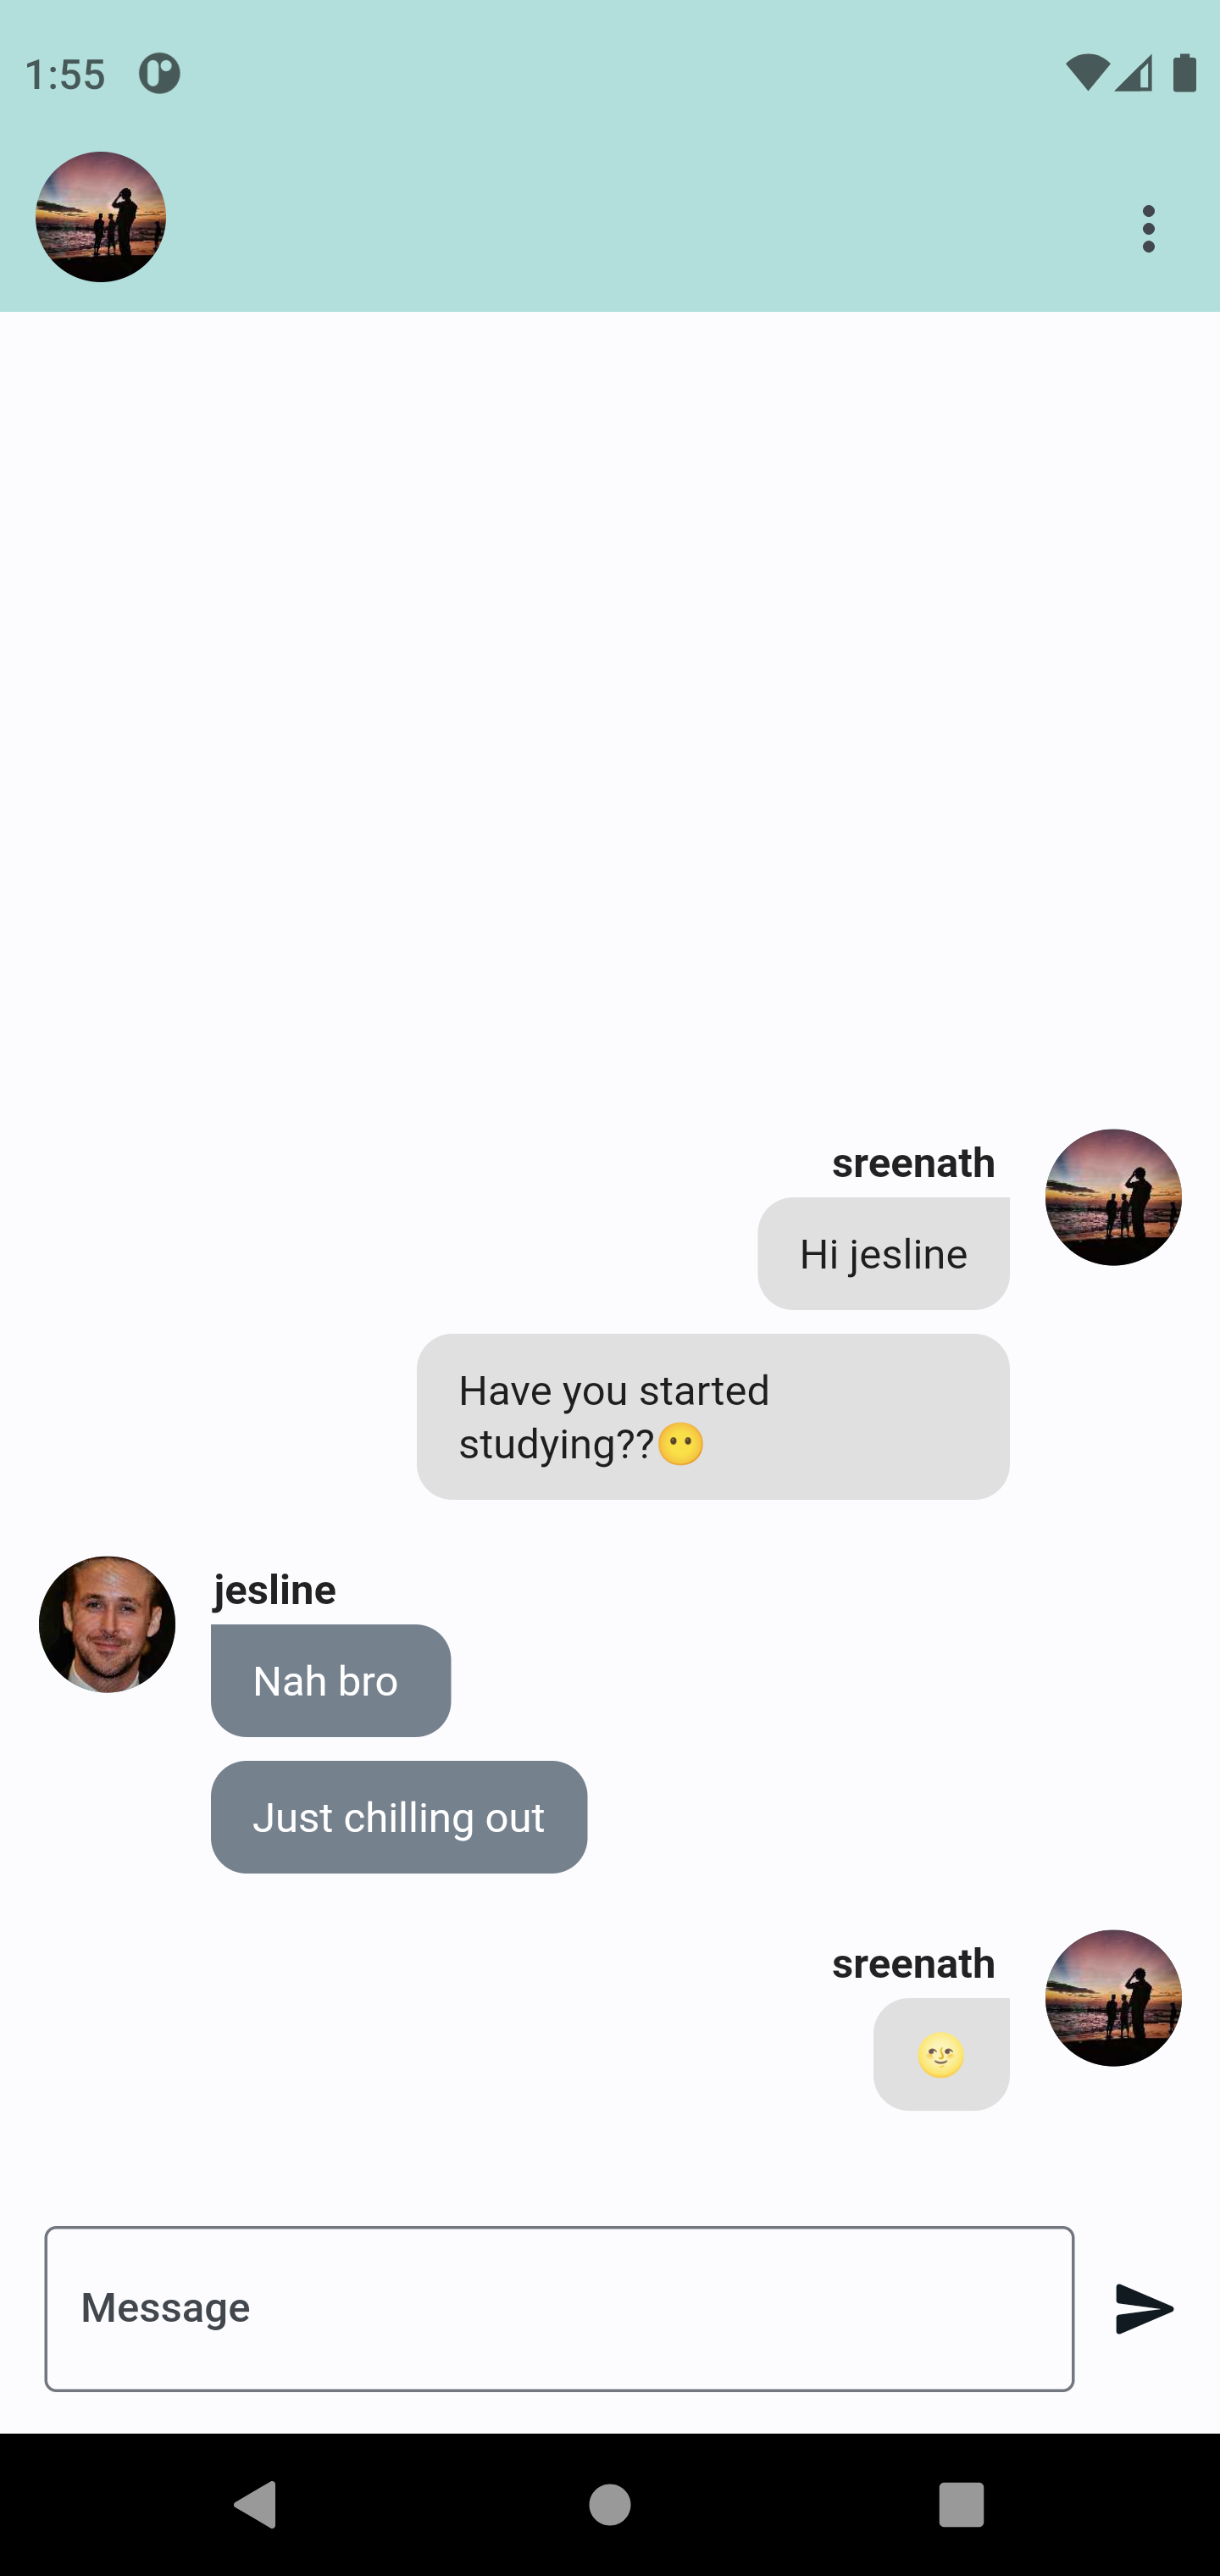 1:55
sreenath
Hi jesline
Have you started
studying??😶
jesline
Nah bro
Just chilling out
sreenath
🌝
Message